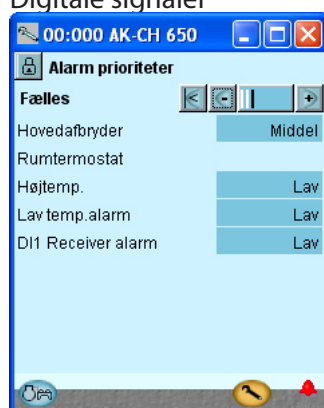 Digitale signaler
00:000 AK-CH 650
Alarm prioriteter
Fælles
Hovedafbryder Middel
Rumtermostat
Højtemp. Lav
Lav temp.alarm Lav
DI1 Receiver alarm Lav